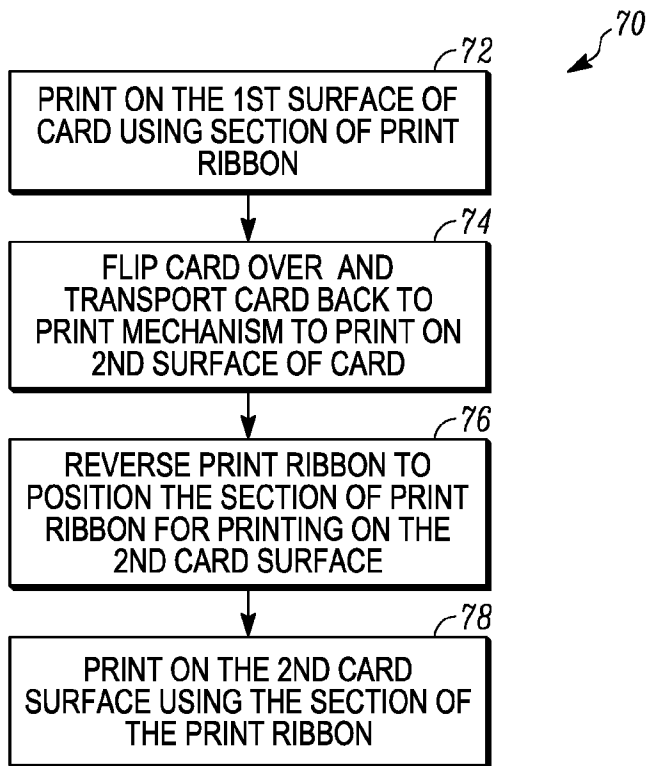 70
72
PRINT ON THE 1ST SURFACE OF
CARD USING SECTION OF PRINT
RIBBON
74
FLIP CARD OVER AND
TRANSPORT CARD BACK TO
PRINT MECHANISM TO PRINT ON
2ND SURFACE OF CARD
76
REVERSE PRINT RIBBON TO
POSITION THE SECTION OF PRINT
RIBBON FOR PRINTING ON THE
2ND CARD SURFACE
78
PRINT ON THE 2ND CARD
SURFACE USING THE SECTION OF
THE PRINT RIBBON